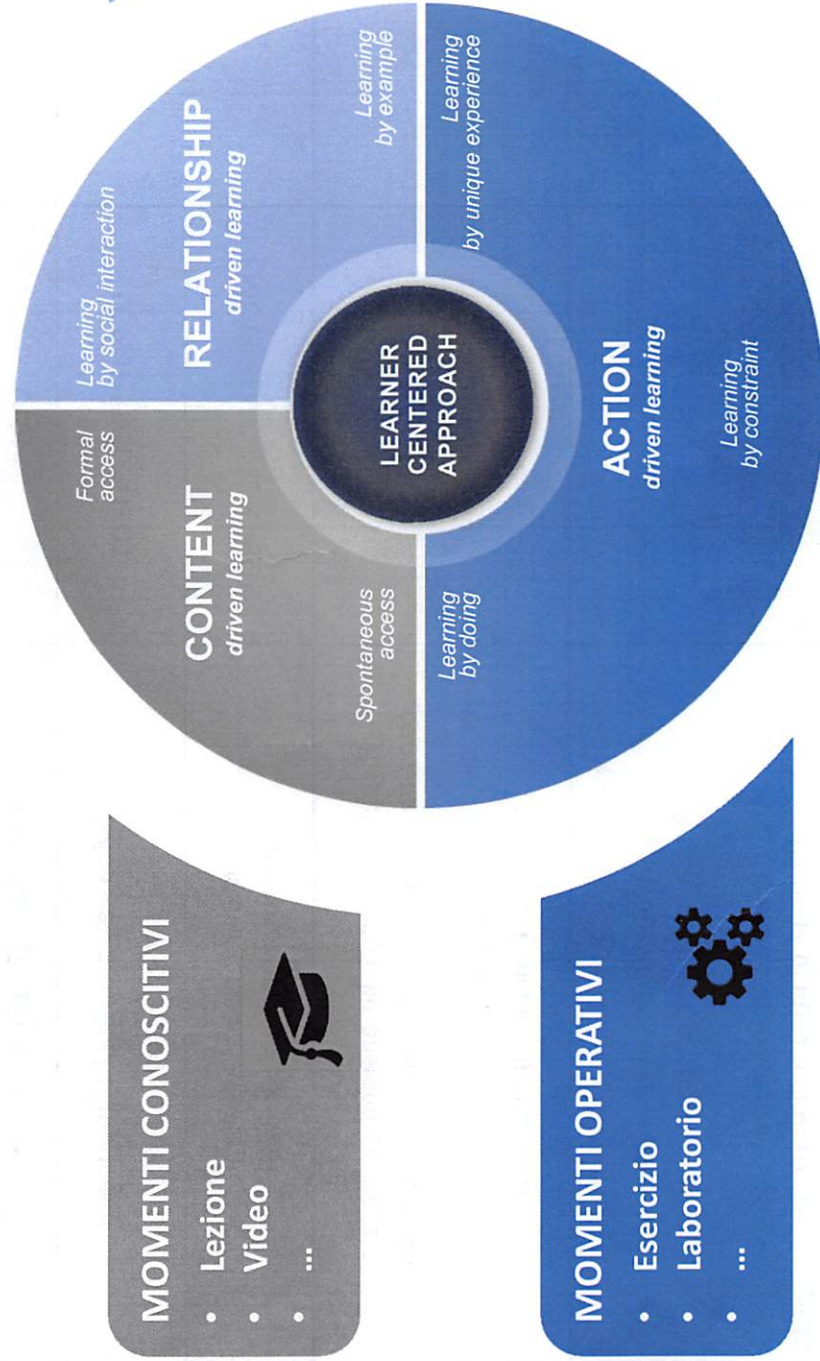 MOMENTI CONOSCITIVI
• Lezione
• Video
• ...
MOMENTI OPERATIVI
• Esercizio
• Laboratorio
• ...
Formal
access
CONTENT
driven learning
Spontaneous
access
Learning
by social interaction
RELATIONSHIP
driven learning
Learning
by example
LEARNER
CENTERED
APPROACH
Learning
by doing
ACTION
driven learning
Learning
by unique experience
Learning
by constraint